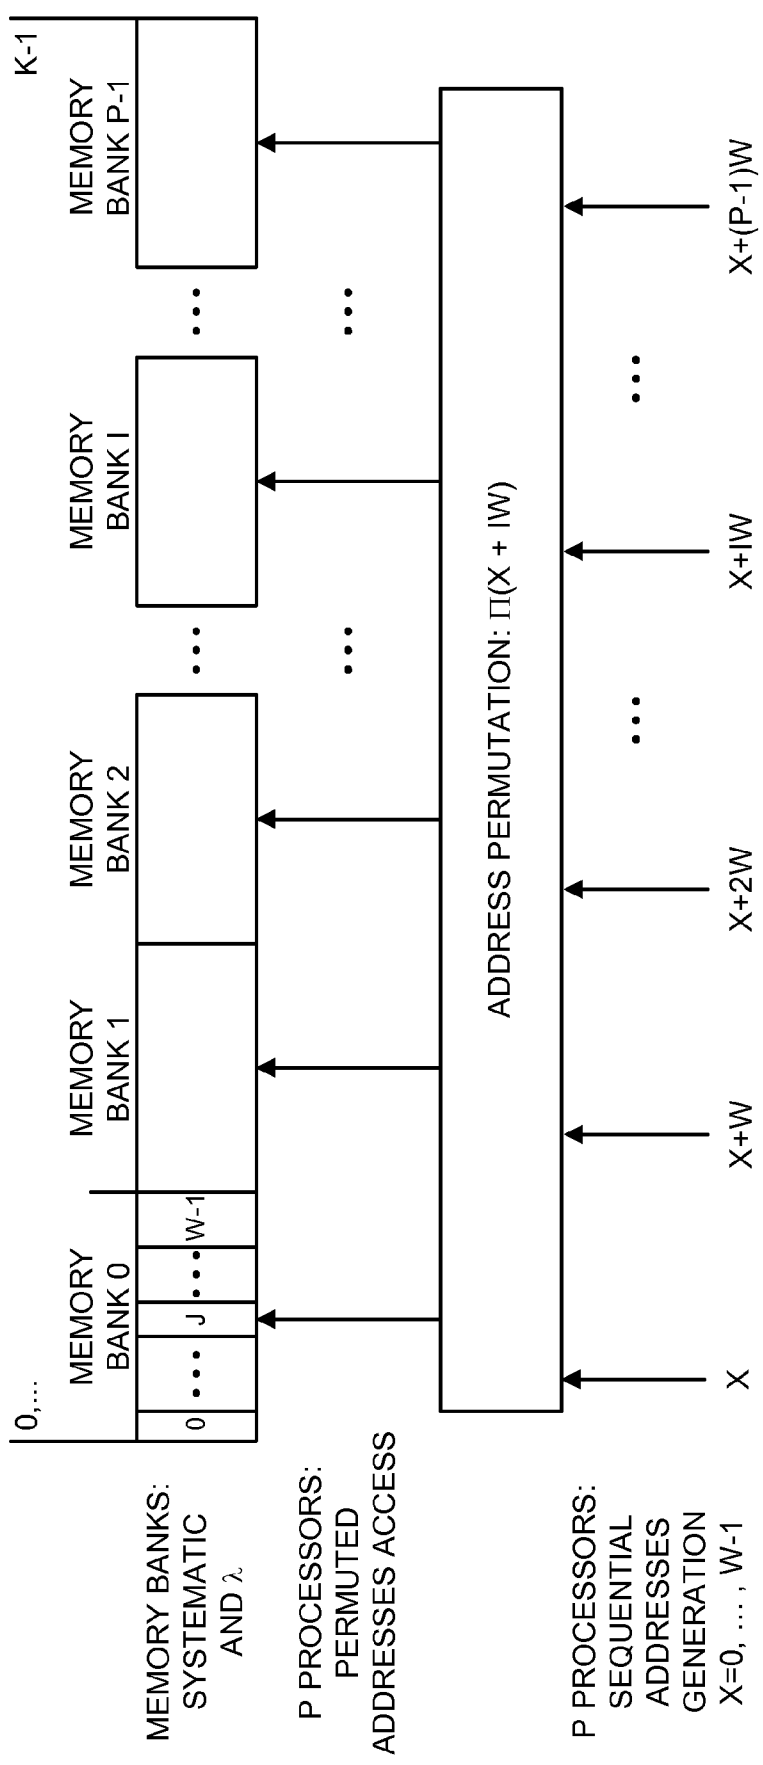 0,...
K-1
MEMORY
BANK 0
MEMORY
BANK 1
MEMORY
BANK 2
MEMORY
BANK I
MEMORY
BANK P-1
MEMORY BANKS:
SYSTEMATIC
AND λ
0
J
W-1
P PROCESSORS:
PERMUTED
ADDRESSES ACCESS
ADDRESS PERMUTATION: Π(X + IW)
P PROCESSORS:
SEQUENTIAL
ADDRESSES
GENERATION
X=0, ... , W-1
X
X+W
X+2W
X+IW
X+(P-1)W